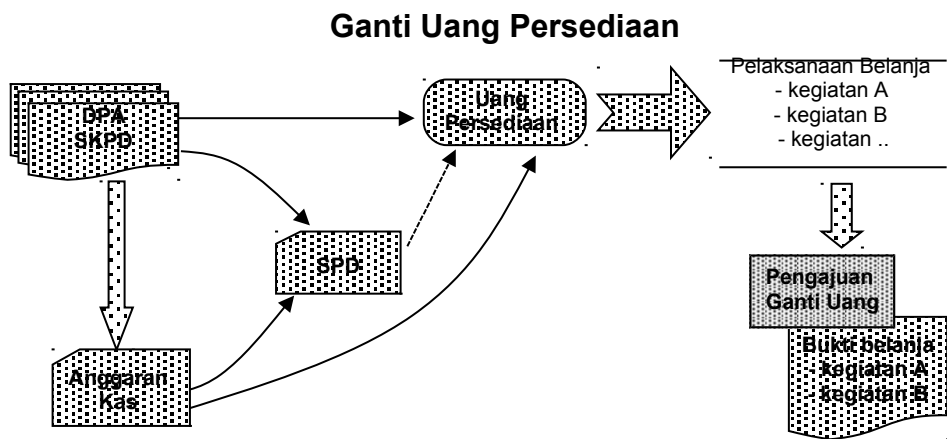 Ganti Uang Persediaan
DPA
SKPD
Uang
Persediaan
Pelaksanaan Belanja
- kegiatan A
- kegiatan B
- kegiatan ..
SPD
Anggaran
Kas
Pengajuan
Ganti Uang
Bukti belanja
- kegiatan A
- kegiatan B